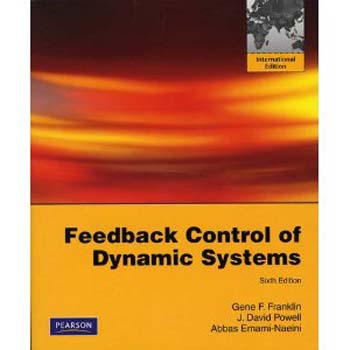 International
Edition
Feedback Control of
Dynamic Systems
Sixth Edition
Gene F. Franklin
J. David Powell
Abbas Emami-Naeini
PEARSON